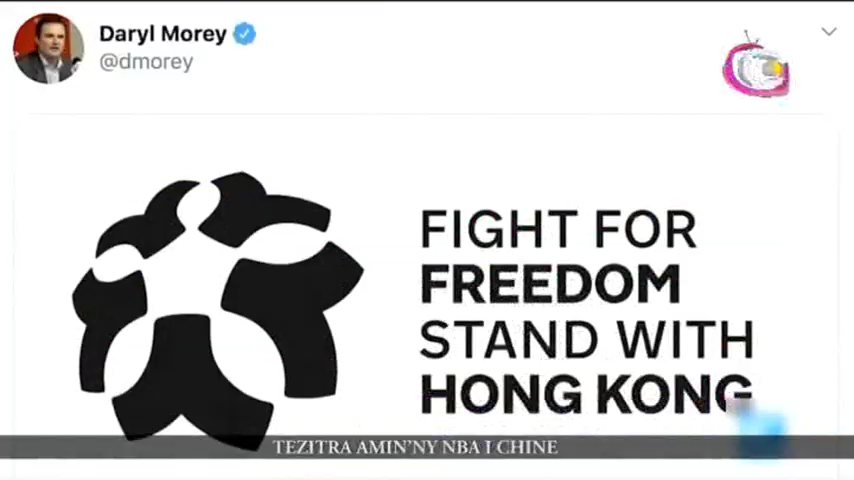 Daryl Morey
@dmorey
FIGHT FOR
FREEDOM
STAND WITH
HONG KONG
TEZITRA AMIN'NY NBA I CHINE